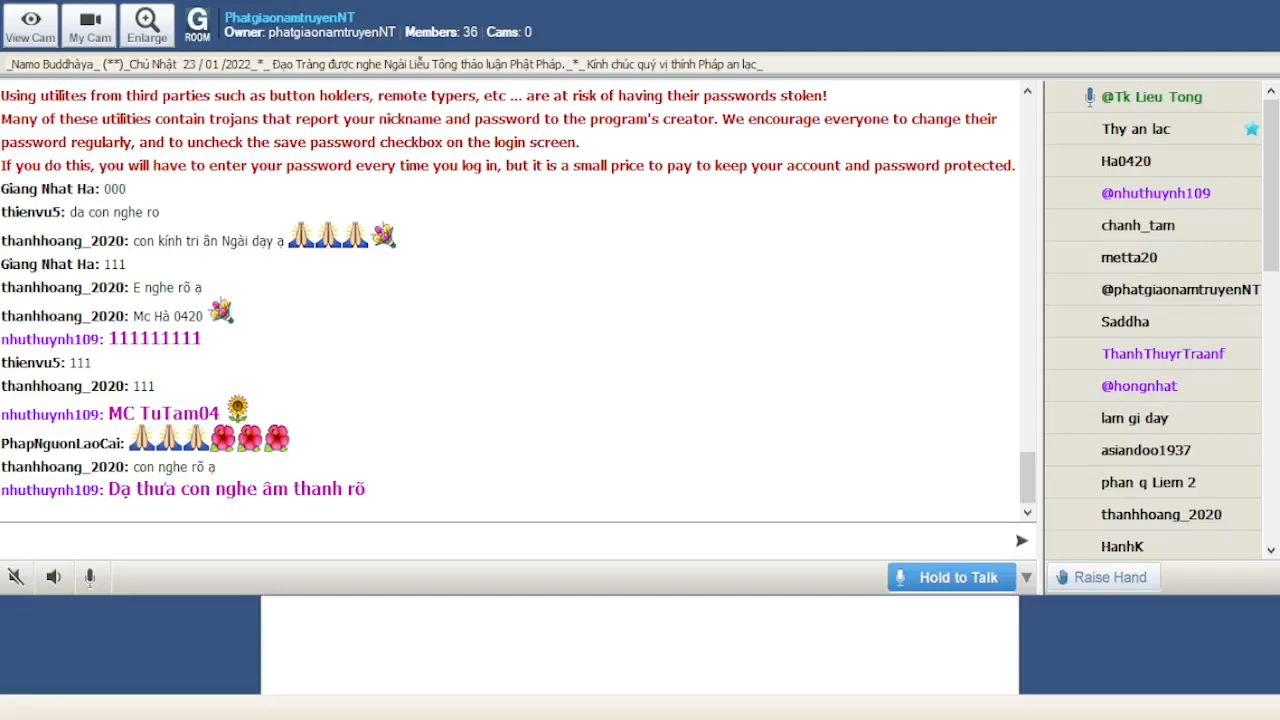 View Cam
My Cam
Enlarge
G
ROOM
PhatgiaonamtruyenNT
Owner: phatgiaonamtruyenNT Members: 36 Cams: 0
_Namo Buddhàya_ (**)_Chủ Nhật 23 / 01 /2022_*_ Đạo Tràng được nghe Ngài Liễu Tông thảo luận Phật Pháp._*_ Kính chúc quý vị thính Pháp an lạc_
Using utilites from third parties such as button holders, remote typers, etc ... are at risk of having their passwords stolen!
Many of these utilities contain trojans that report your nickname and password to the program's creator. We encourage everyone to change their
password regularly, and to uncheck the save password checkbox on the login screen.
If you do this, you will have to enter your password every time you log in, but it is a small price to pay to keep your account and password protected.
Giang Nhat Ha: 000
thienvu5: da con nghe ro
thanhhoang_2020: con kính tri ân Ngài dạy ạ
Giang Nhat Ha: 111
thanhhoang_2020: E nghe rõ ạ
thanhhoang_2020: Mc Hà 0420
nhuthuynh109: 111111111
thienvu5: 111
thanhhoang_2020: 111
nhuthuynh109: MC TuTam04
PhapNguonLaoCai:
thanhhoang_2020: con nghe rõ ạ
nhuthuynh109: Dạ thưa con nghe âm thanh rõ
Hold to Talk
@Tk Lieu Tong
Thy an lac
Ha0420
@nhuthuynh109
chanh_tam
metta20
@phatgiaonamtruyenNT
Saddha
ThanhThuyrTraanf
@hongnhat
lam gi day
asiandoo1937
phan q Liem 2
thanhhoang_2020
HanhK
Raise Hand